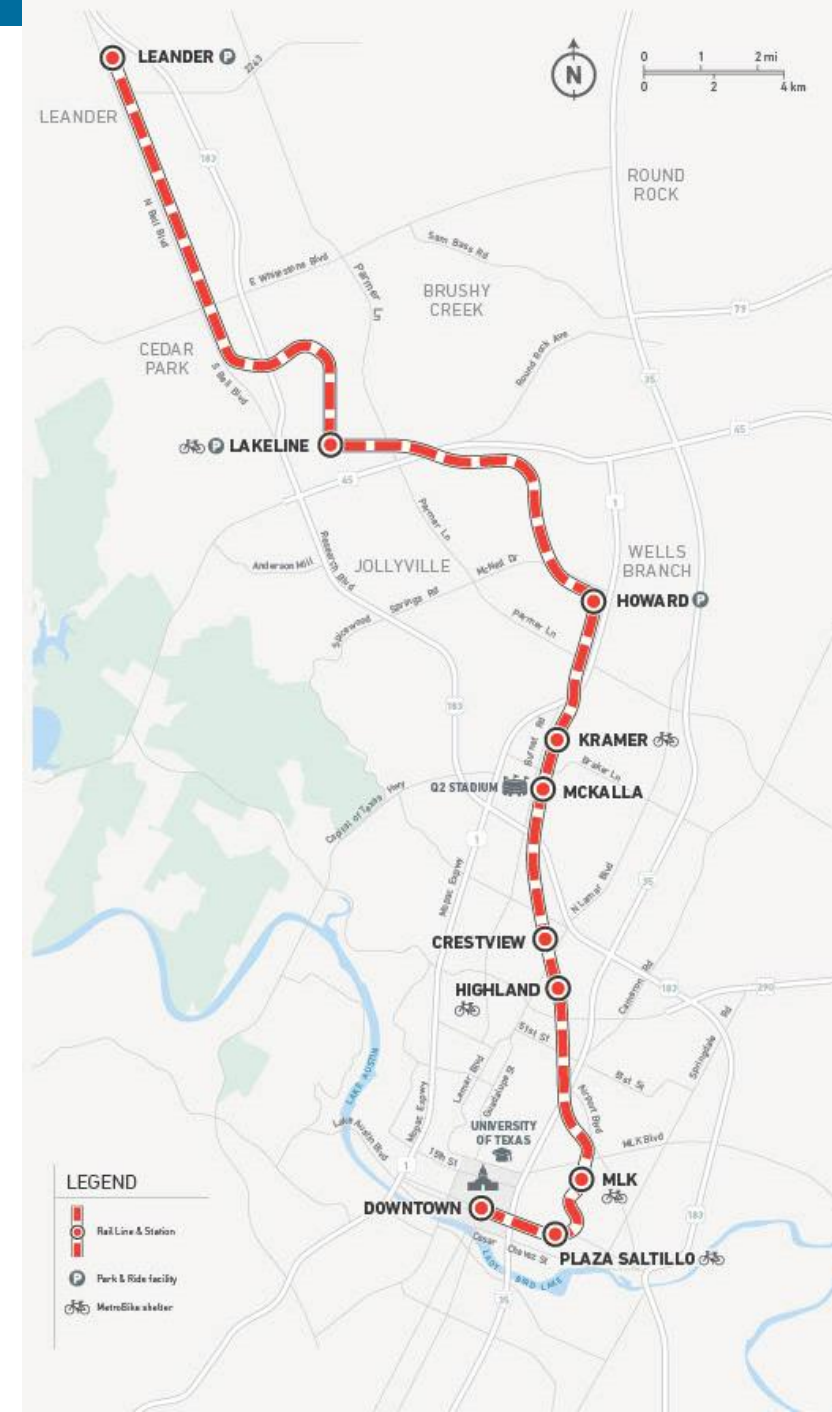 LEANDER P
2243
N
0 1 2 mi
0 2 4 km
LEANDER
183
ROUND
ROCK
N Bell Blvd
Sam Bass Rd
E Whitestone Blvd
Parmer
Ln
BRUSHY
CREEK
79
CEDAR
PARK
Round Rock Ave
S Bell Blvd
35
45
P LAKELINE
45
1
Parmer Ln
Research Blvd
WELLS
BRANCH
Anderson Mill
JOLLYVILLE
McNeil Dr
HOWARD P
Spicewood Springs Rd
Parmer Ln
183
Burnet Rd
KRAMER
Braker Ln
Q2 STADIUM
MCKALLA
Capital of Texas Hwy
1
Mopac Expwy
N Lamar Blvd
35
CRESTVIEW
Cameron Rd
183
290
HIGHLAND
51st St
Springdale Rd
LAKE AUSTIN
Lamar Blvd
Guadalupe St
51st St
Airport Blvd
Mopac Expwy
Lake Austin Blvd
UNIVERSITY
OF TEXAS
MLK Blvd
15th St
1
LEGEND
MLK
DOWNTOWN
183
Rail Line & Station
Cesar Chavez St
PLAZA SALTILLO
LADY BIRD LAKE
P Park & Ride facility
35
MetroBike shelter